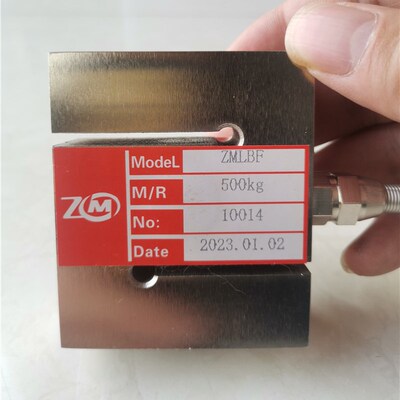 ZM
ModeL ZMLBF
M/R 500kg
No: 10014
Date 2023.01.02